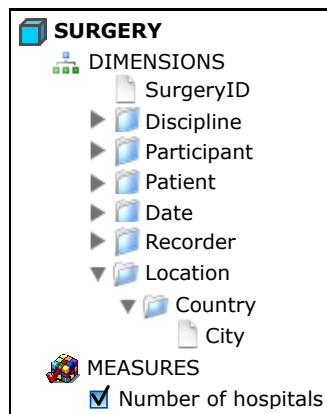 SURGERY
DIMENSIONS
SurgeryID
Discipline
Participant
Patient
Date
Recorder
Location
Country
City
MEASURES
Number of hospitals